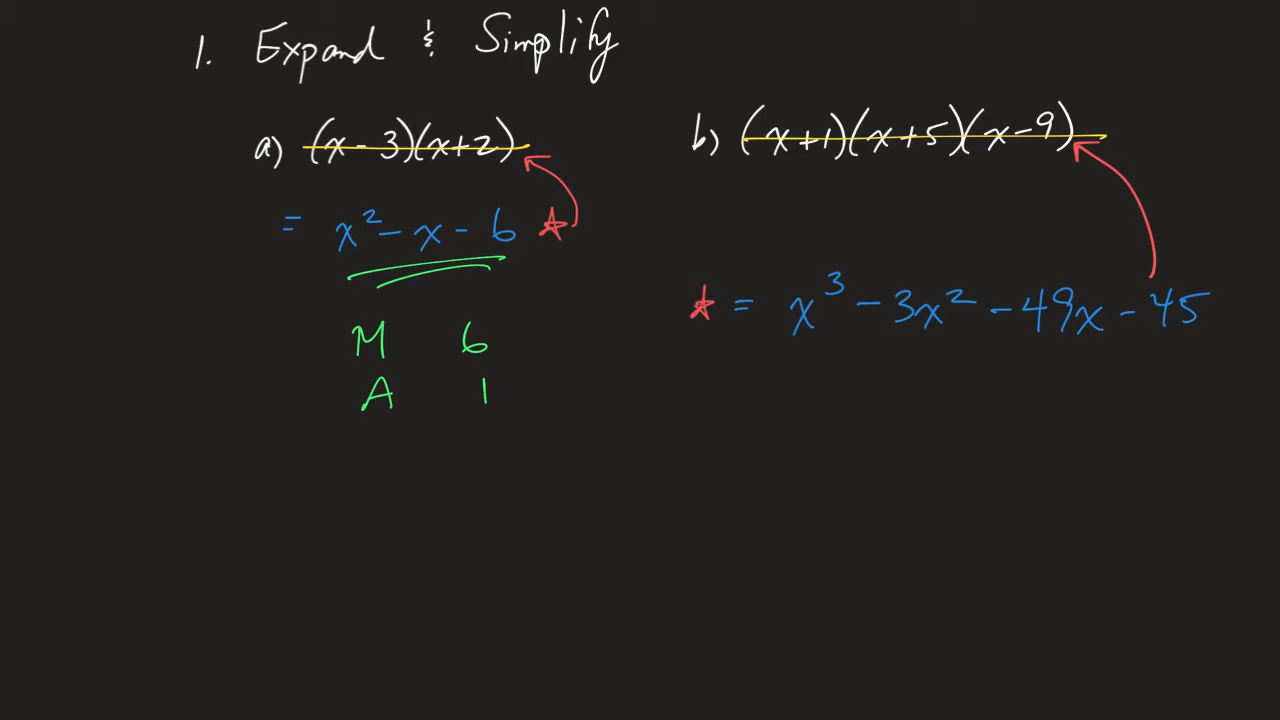 1. Expand & Simplify
a) (x - 3)(x+2)
= x² - x - 6
M 6
A 1
b) (x+1)(x+5)(x-9)
= x³ - 3x² - 49x - 45